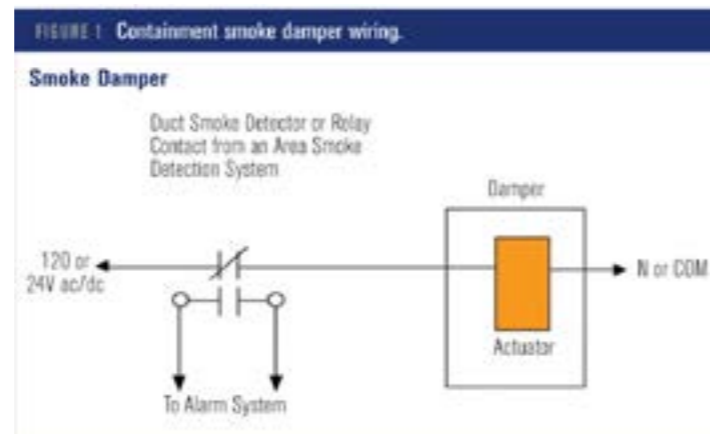 FIGURE 1 Containment smoke damper wiring.
Smoke Damper
Duct Smoke Detector or Relay
Contact from an Area Smoke
Detection System
Damper
120 or
24V ac/dc
N or COM
Actuator
To Alarm System